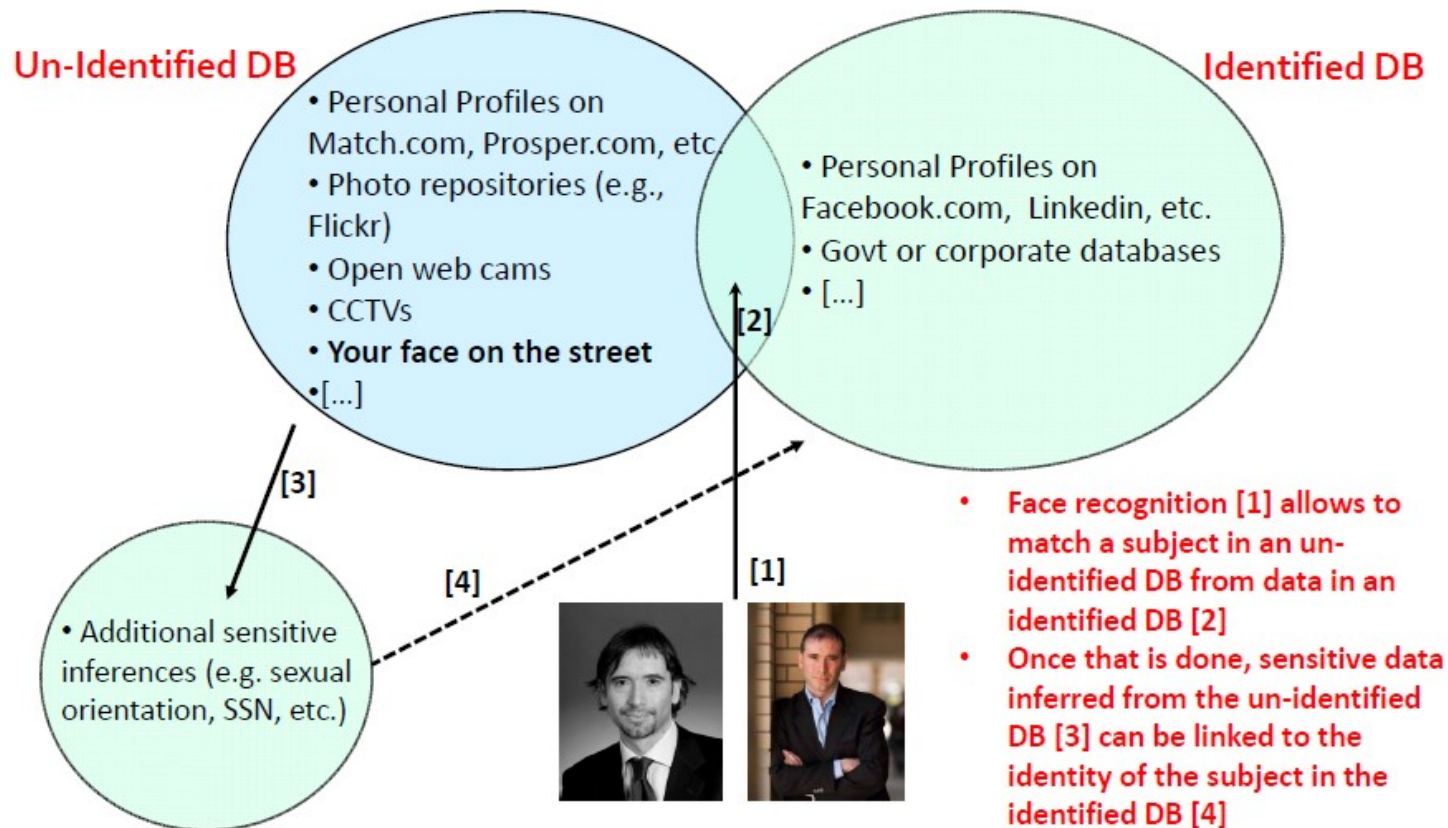 Un-Identified DB
• Personal Profiles on
Match.com, Prosper.com, etc.
• Photo repositories (e.g.,
Flickr)
• Open web cams
• CCTVs
• Your face on the street
•[...]
Identified DB
• Personal Profiles on
Facebook.com, Linkedin, etc.
• Govt or corporate databases
• [...]
[2]
[3]
[4]
[1]
• Additional sensitive
inferences (e.g. sexual
orientation, SSN, etc.)
• Face recognition [1] allows to
match a subject in an un-
identified DB from data in an
identified DB [2]
• Once that is done, sensitive data
inferred from the un-identified
DB [3] can be linked to the
identity of the subject in the
identified DB [4]